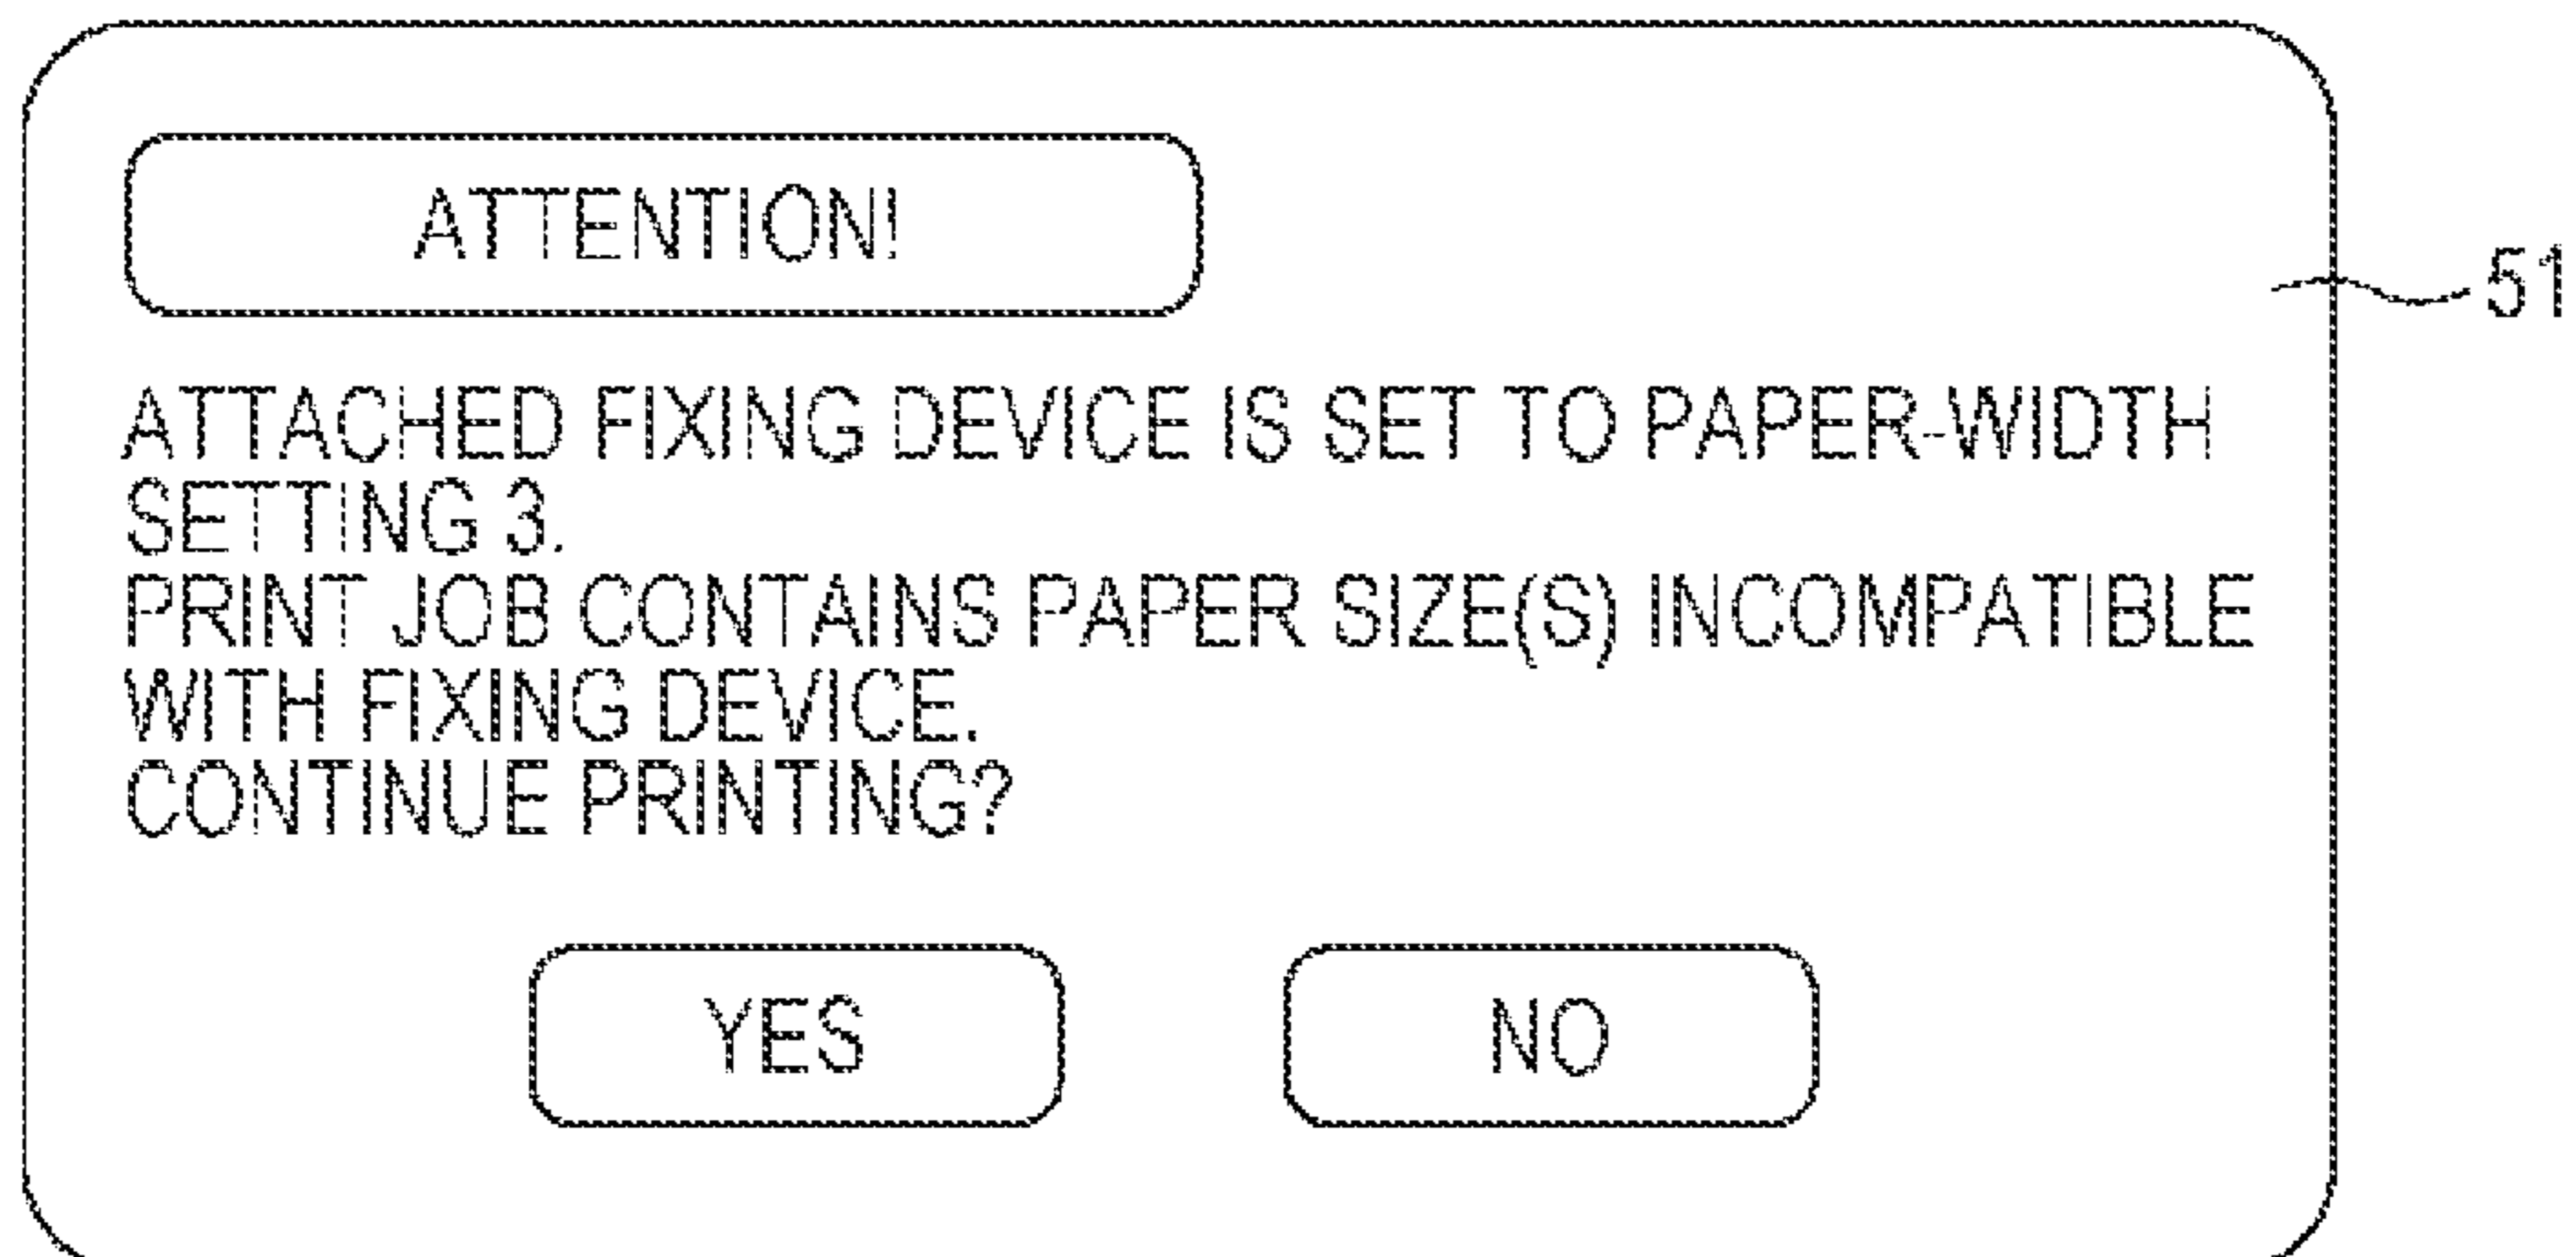 ATTENTION!
51
ATTACHED FIXING DEVICE IS SET TO PAPER-WIDTH
SETTING 3.
PRINT JOB CONTAINS PAPER SIZE(S) INCOMPATIBLE
WITH FIXING DEVICE.
CONTINUE PRINTING?
YES
NO